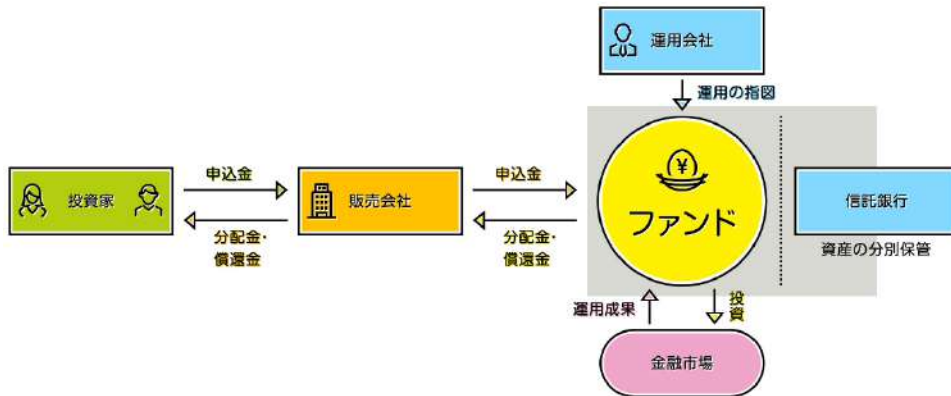 運用会社
運用の指図
投資家
申込金
分配金・
償還金
販売会社
申込金
分配金・
償還金
¥
ファンド
信託銀行
資産の分別保管
運用成果
投資
金融市場